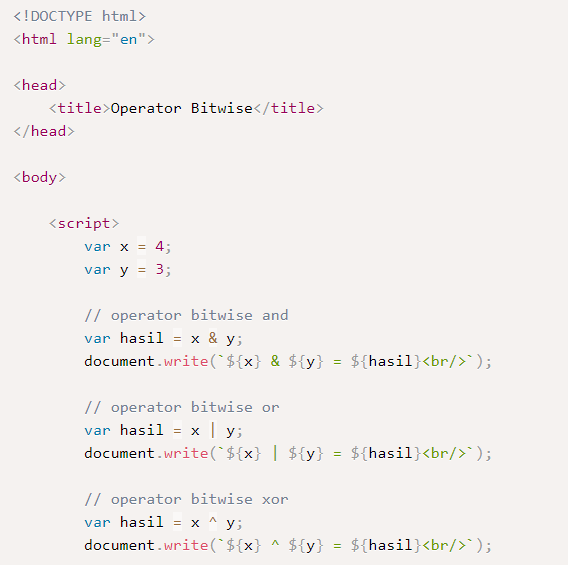 <!DOCTYPE html>
<html lang="en">
<head>
<title>Operator Bitwise</title>
</head>
<body>
<script>
var x = 4;
var y = 3;
// operator bitwise and
var hasil = x & y;
document.write(`${x} & ${y} = ${hasil}<br/>`);
// operator bitwise or
var hasil = x | y;
document.write(`${x} | ${y} = ${hasil}<br/>`);
// operator bitwise xor
var hasil = x ^ y;
document.write(`${x} ^ ${y} = ${hasil}<br/>`);